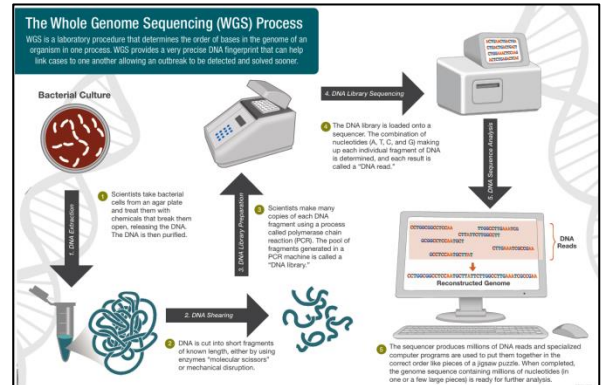 The Whole Genome Sequencing (WGS) Process
WGS is a laboratory procedure that determines the order of bases in the genome of an
organism in one process. WGS provides a very precise DNA fingerprint that can help
link cases to one another allowing an outbreak to be detected and solved sooner.
Bacterial Culture
1 Scientists take bacterial
cells from an agar plate
and treat them with
chemicals that break them
open, releasing the DNA.
The DNA is then purified.
1. DNA Extraction
2. DNA Shearing
2 DNA is cut into short fragments
of known length, either by using
enzymes "molecular scissors"
or mechanical disruption.
3. DNA Library Preparation
3 Scientists make many
copies of each DNA
fragment using a process
called polymerase chain
reaction (PCR). The pool of
fragments generated in a
PCR machine is called a
"DNA library."
4. DNA Library Sequencing
4 The DNA library is loaded onto a
sequencer. The combination of
nucleotides (A, T, C, and G) making
up each individual fragment of DNA
is determined, and each result is
called a "DNA read."
5. DNA Sequence Analysis
CCTGGCGGCCTCCAA
TTGGCCTTGAAATCG
DNA
Reads
Reconstructed Genome
5 The sequencer produces millions of DNA reads and specialized
computer programs are used to put them together in the
correct order like pieces of a jigsaw puzzle. When completed,
the genome sequence containing millions of nucleotides (in
one or a few large pieces) is ready for further analysis.